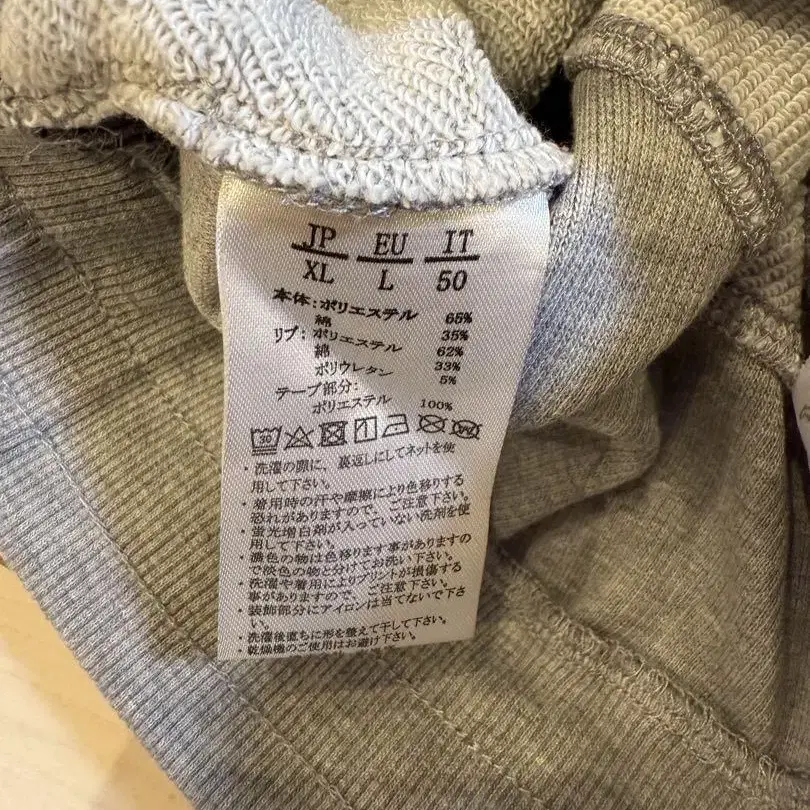 JP EU IT
XL L 50
本体:ポリエステル 65%
綿 35%
リブ:ポリエステル 62%
綿 33%
ポリウレタン 5%
テープ部分:
ポリエステル 100%
30
・洗濯の際に、裏返しにしてネットを使
用して下さい。
・着用時の汗や摩擦により色移りする
恐れがありますので、ご注意下さい。
・蛍光増白剤が入っていない洗剤を使
用して下さい。
・濃色の物は色移りします事がありますの
で淡色の物と分けてお洗い下さい。
・洗濯や着用によりプリントが損傷する
事がありますので、ご注意下さい。
・装飾部分にアイロンは当てないで下さ
い。
・洗濯後直ちに形を整えて干して下さい。
・乾燥機のご使用はお避け下さい。